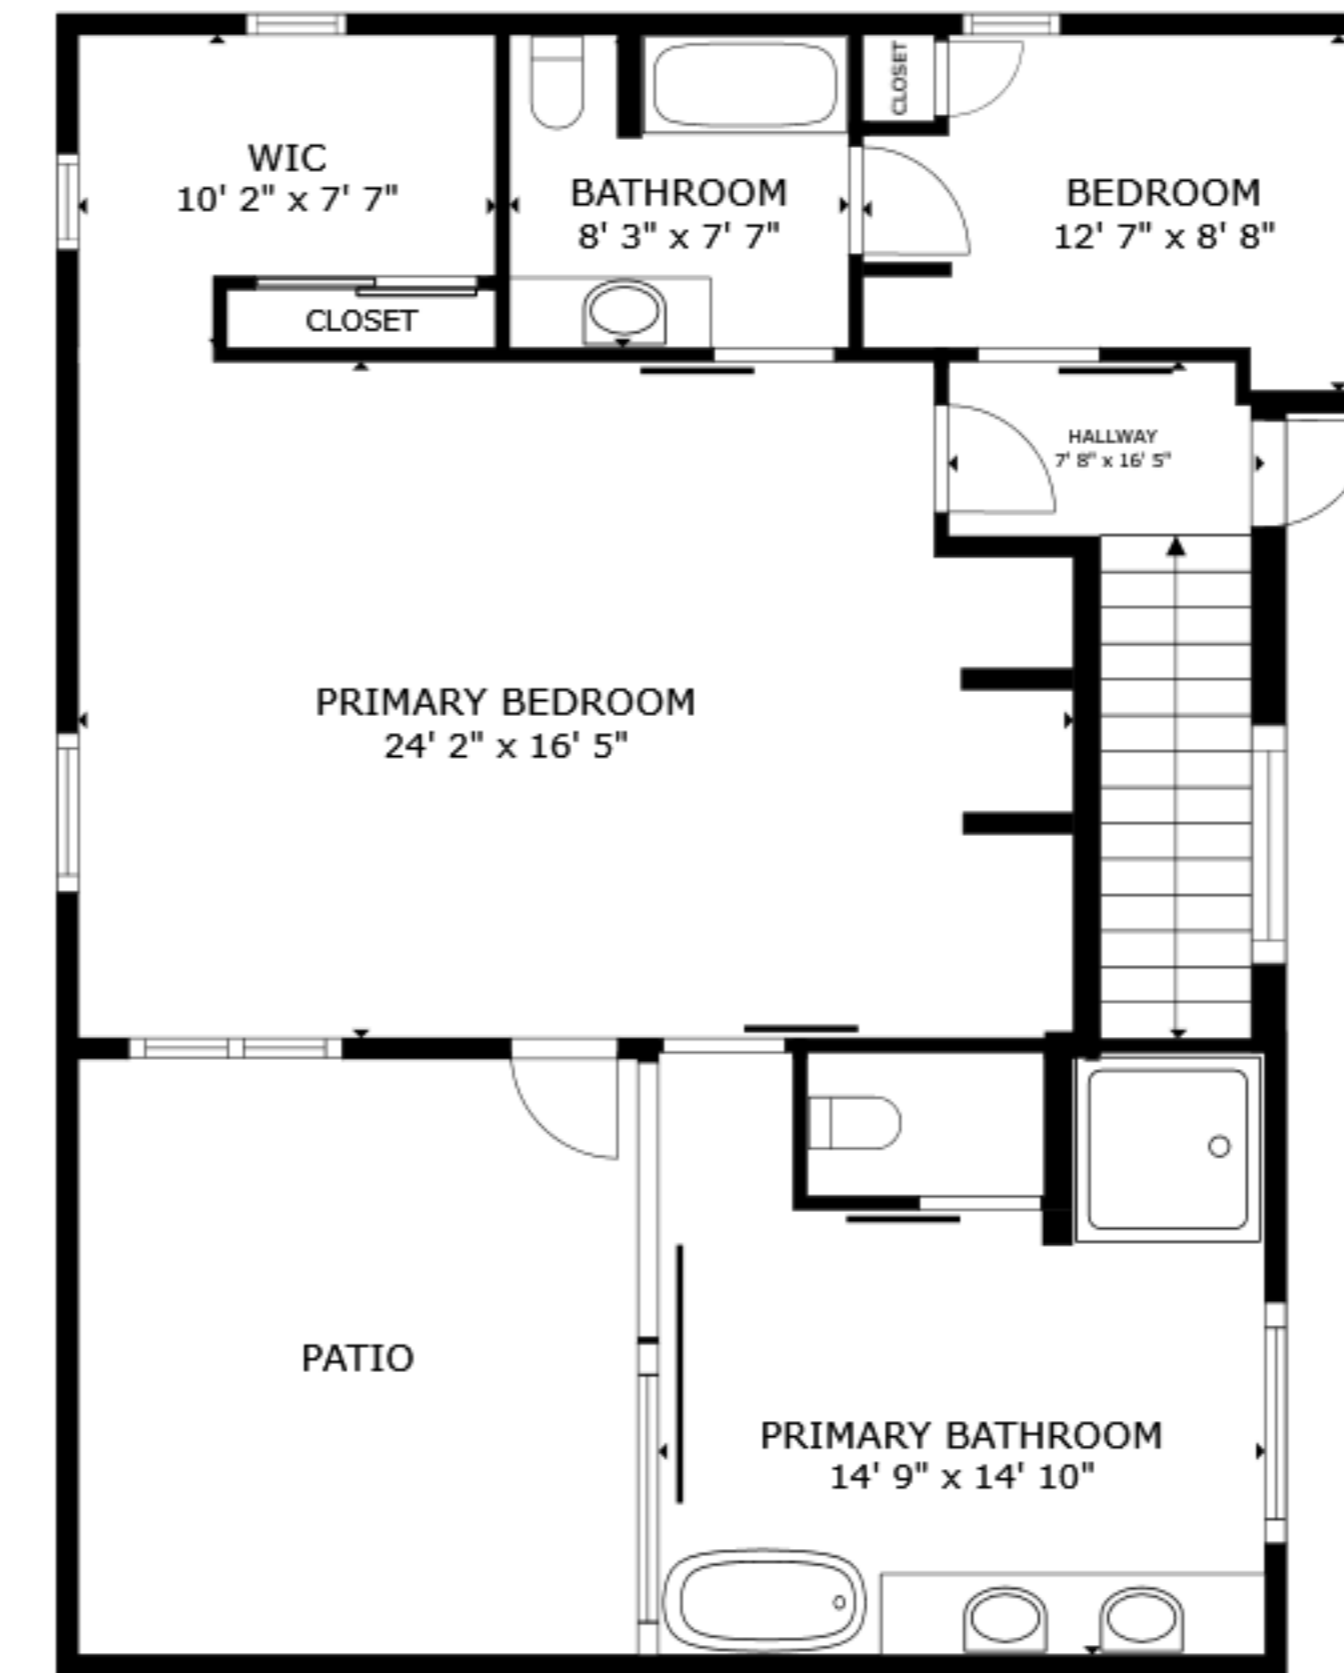 CLOSET
WIC
10' 2" x 7' 7"
BATHROOM
8' 3" x 7' 7"
BEDROOM
12' 7" x 8' 8"
CLOSET
HALLWAY
7' 8" x 16' 5"
PRIMARY BEDROOM
24' 2" x 16' 5"
PATIO
PRIMARY BATHROOM
14' 9" x 14' 10"